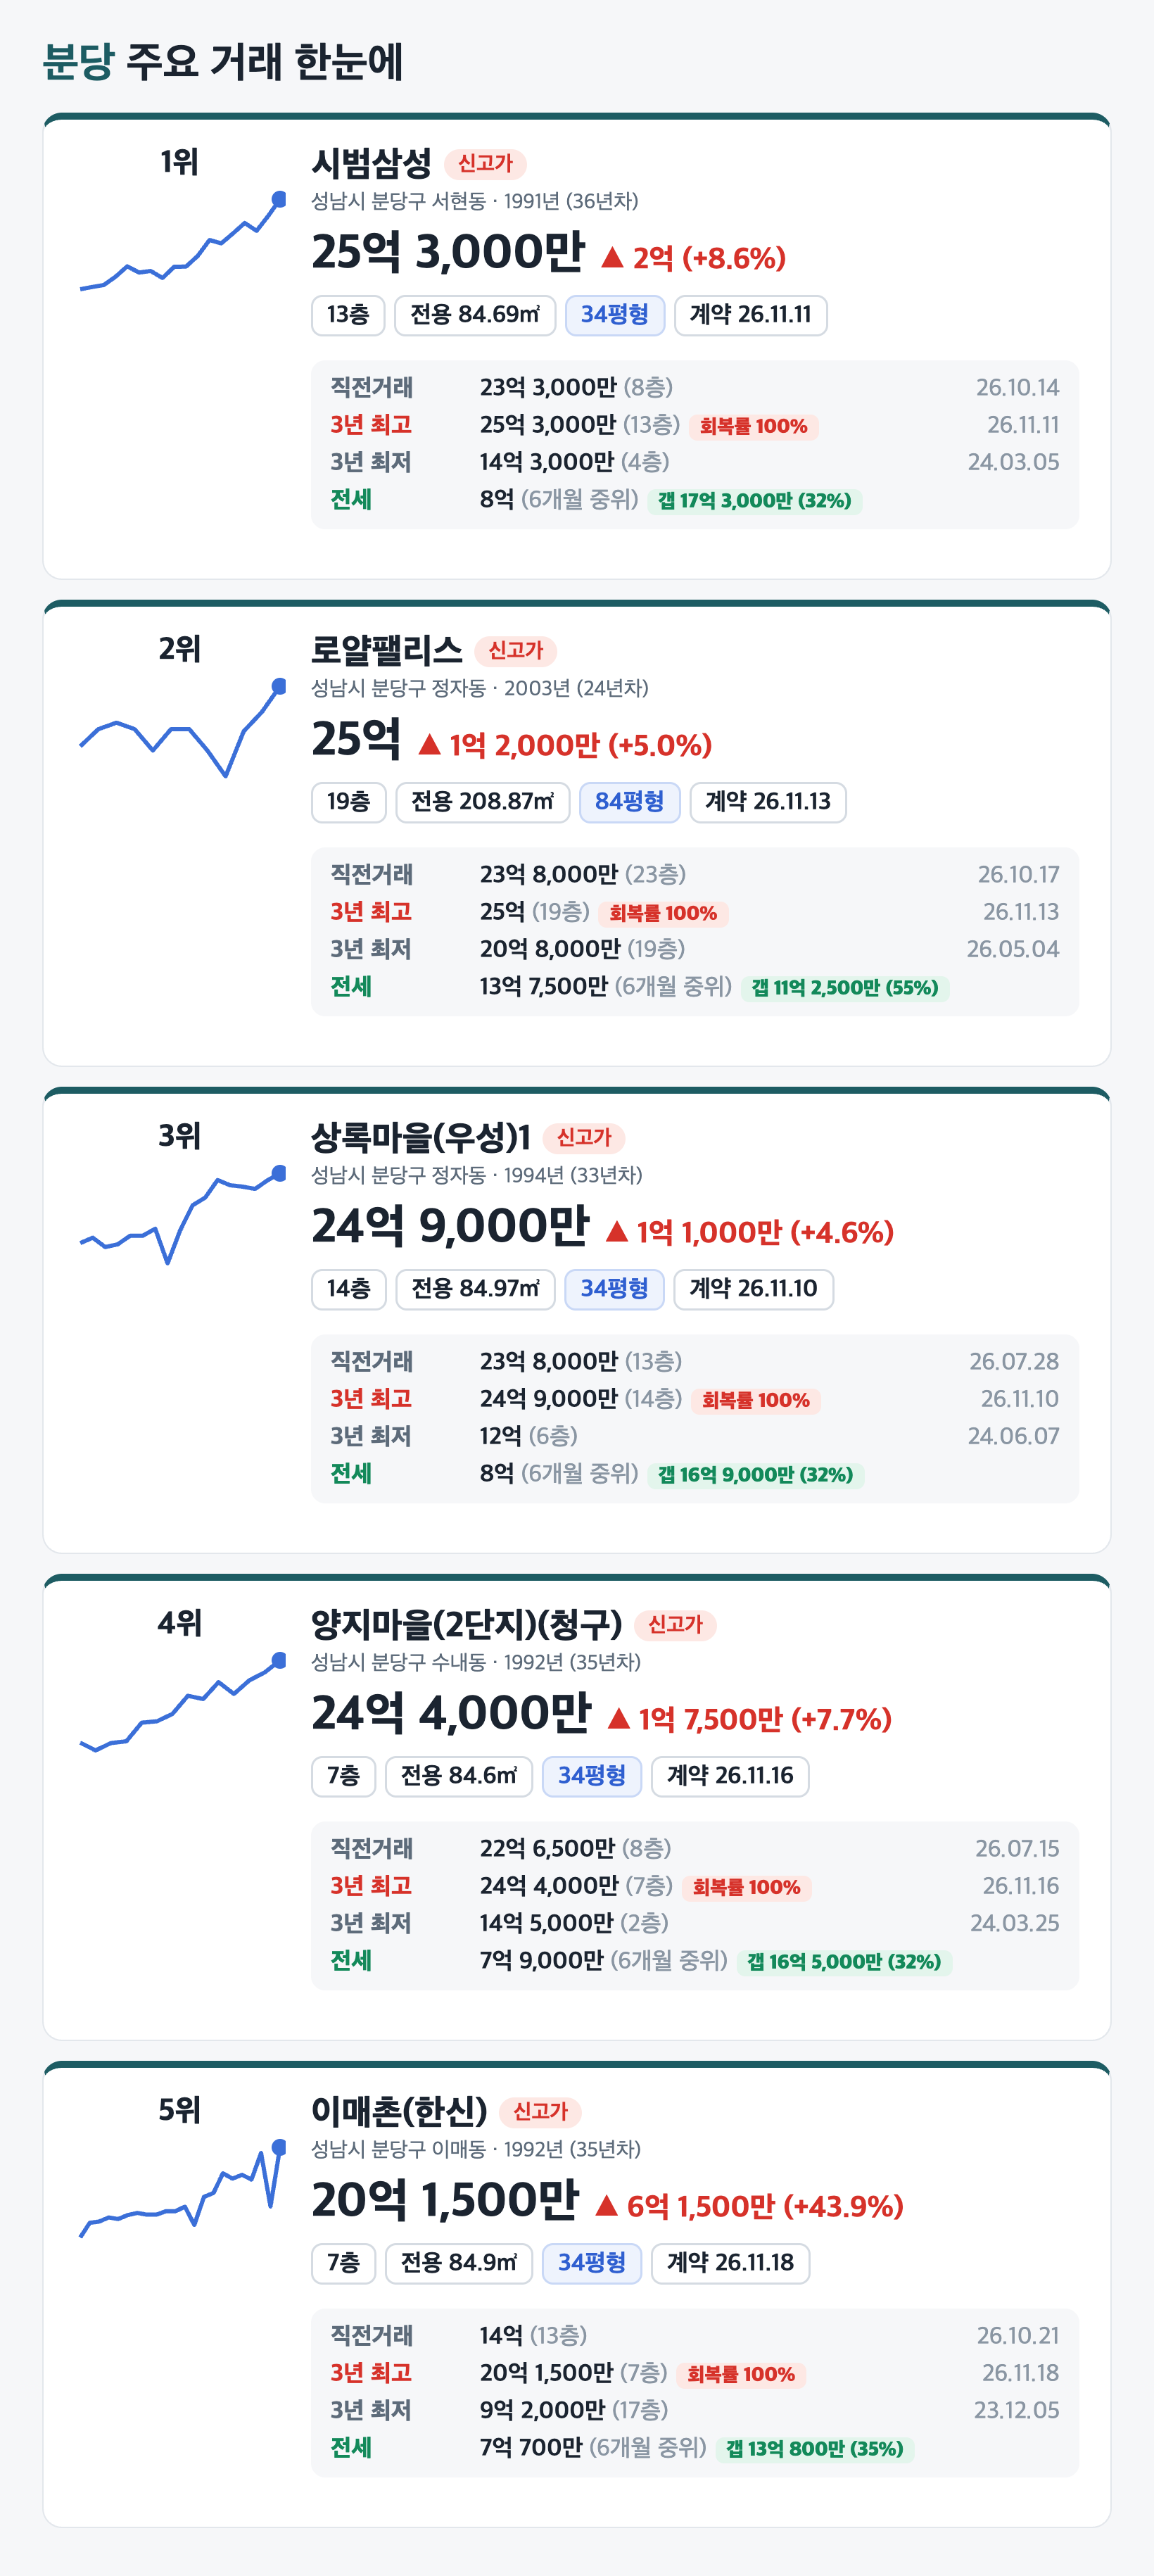 분당 주요 거래 한눈에
1위
시범삼성 신고가
성남시 분당구 서현동 · 1991년 (36년차)
25억 3,000만 ▲ 2억 (+8.6%)
13층 전용 84.69㎡ 34평형 계약 26.11.11
직전거래 23억 3,000만 (8층) 26.10.14
3년 최고 25억 3,000만 (13층) 회복률 100% 26.11.11
3년 최저 14억 3,000만 (4층) 24.03.05
전세 8억 (6개월 중위) 갭 17억 3,000만 (32%)
2위
로얄팰리스 신고가
성남시 분당구 정자동 · 2003년 (24년차)
25억 ▲ 1억 2,000만 (+5.0%)
19층 전용 208.87㎡ 84평형 계약 26.11.13
직전거래 23억 8,000만 (23층) 26.10.17
3년 최고 25억 (19층) 회복률 100% 26.11.13
3년 최저 20억 8,000만 (19층) 26.05.04
전세 13억 7,500만 (6개월 중위) 갭 11억 2,500만 (55%)
3위
상록마을(우성)1 신고가
성남시 분당구 정자동 · 1994년 (33년차)
24억 9,000만 ▲ 1억 1,000만 (+4.6%)
14층 전용 84.97㎡ 34평형 계약 26.11.10
직전거래 23억 8,000만 (13층) 26.07.28
3년 최고 24억 9,000만 (14층) 회복률 100% 26.11.10
3년 최저 12억 (6층) 24.06.07
전세 8억 (6개월 중위) 갭 16억 9,000만 (32%)
4위
양지마을(2단지)(청구) 신고가
성남시 분당구 수내동 · 1992년 (35년차)
24억 4,000만 ▲ 1억 7,500만 (+7.7%)
7층 전용 84.6㎡ 34평형 계약 26.11.16
직전거래 22억 6,500만 (8층) 26.07.15
3년 최고 24억 4,000만 (7층) 회복률 100% 26.11.16
3년 최저 14억 5,000만 (2층) 24.03.25
전세 7억 9,000만 (6개월 중위) 갭 16억 5,000만 (32%)
5위
이매촌(한신) 신고가
성남시 분당구 이매동 · 1992년 (35년차)
20억 1,500만 ▲ 6억 1,500만 (+43.9%)
7층 전용 84.9㎡ 34평형 계약 26.11.18
직전거래 14억 (13층) 26.10.21
3년 최고 20억 1,500만 (7층) 회복률 100% 26.11.18
3년 최저 9억 2,000만 (17층) 23.12.05
전세 7억 700만 (6개월 중위) 갭 13억 800만 (35%)